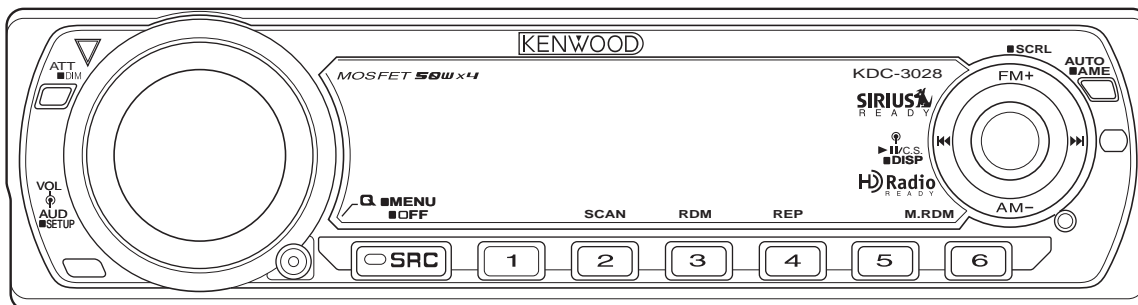 KENWOOD
■SCRL
ATT
■DIM
MOSFET 50W x 4
KDC-3028
FM+
AUTO
■AME
SIRIUS
READY
►II/C.S.
■DISP
HD Radio
READY
VOL
AUD
■SETUP
Q ■MENU
■OFF
SCAN
RDM
REP
M.RDM
AM−
SRC
1
2
3
4
5
6